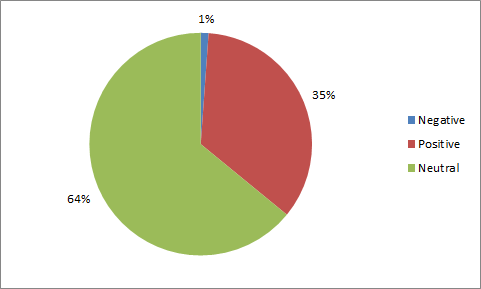 1%
35%
64%
Negative
Positive
Neutral